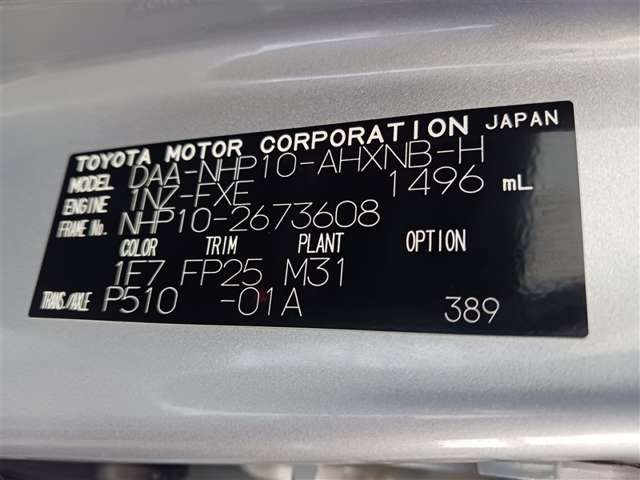 TOYOTA MOTOR CORPORATION JAPAN
MODEL DAA-NHP10-AHXNB-H
ENGINE 1NZ-FXE 1496 mL
FRAME No. NHP10-2673608
COLOR TRIM PLANT OPTION
1F7 FP25 M31
TRANS./AXLE P510 -01A 389